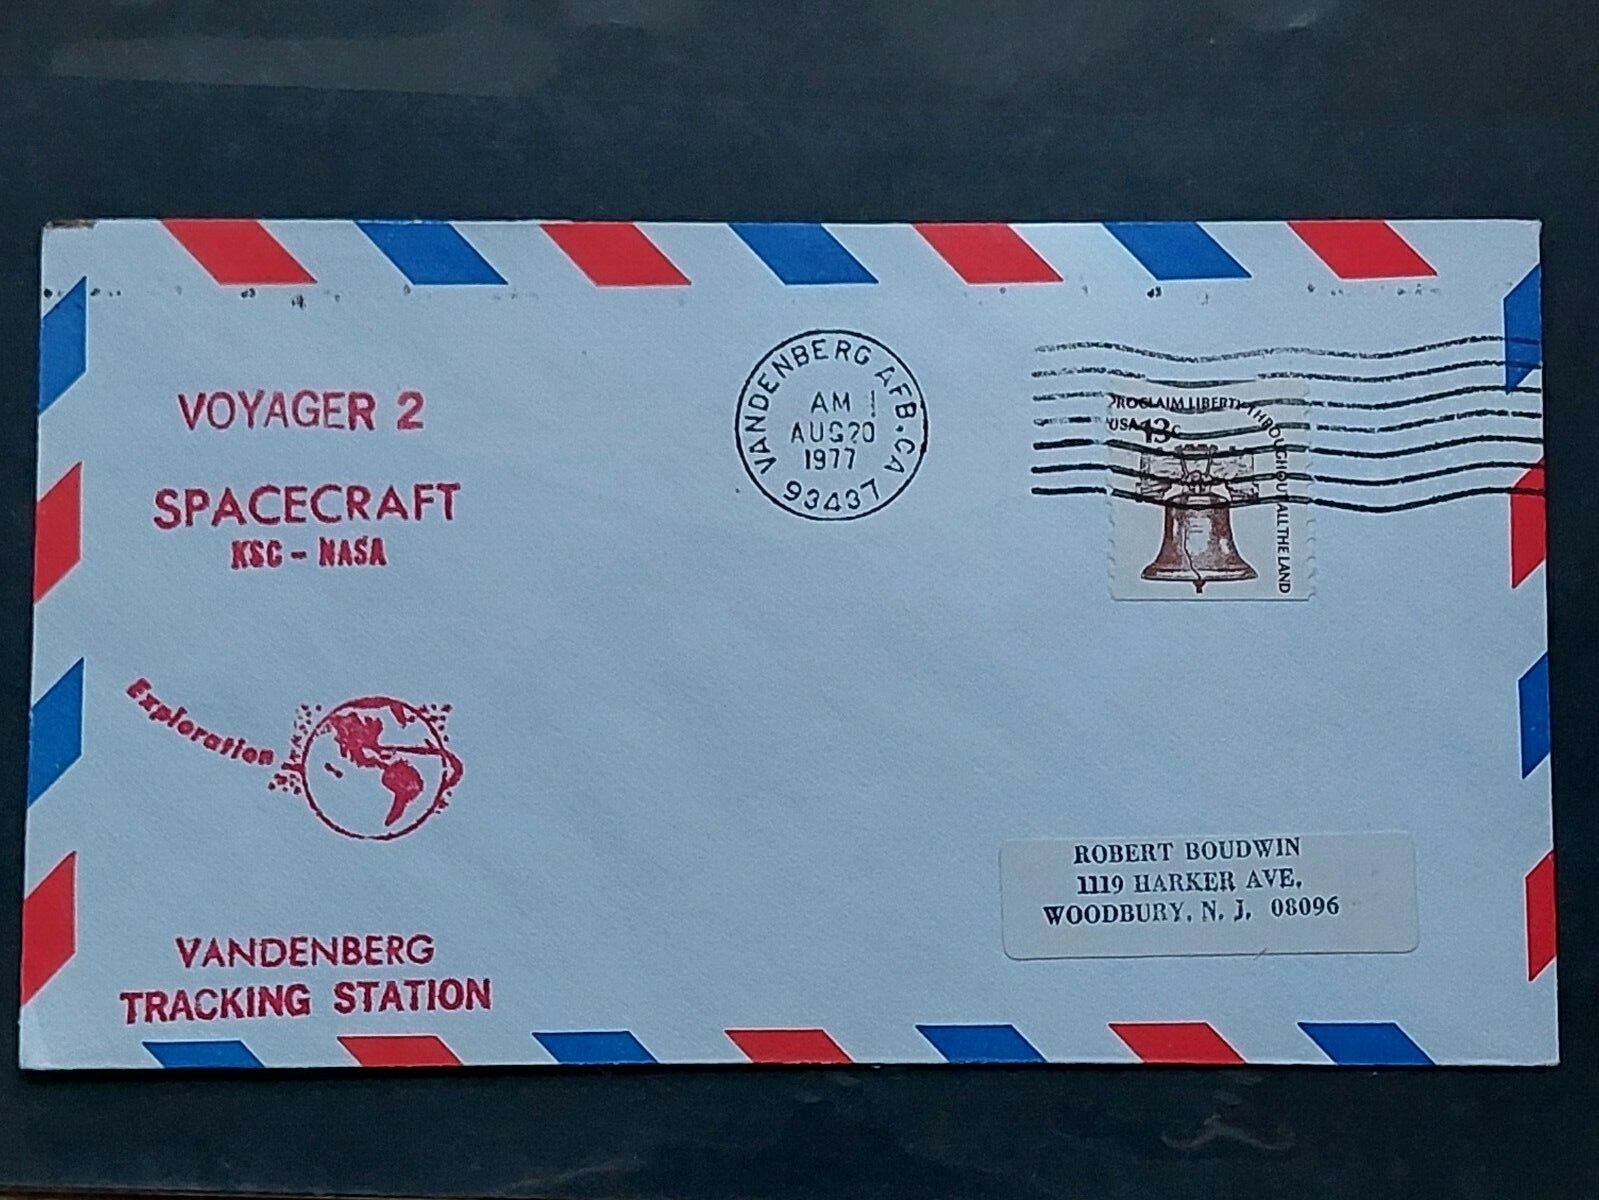 VOYAGER 2
SPACECRAFT
KSC - NASA
Exploration
VANDENBERG
TRACKING STATION
VANDENBERG AFB. CA
AM
AUG 20
1977
93437
PROCLAIM LIBERTY THROUGHOUT ALL THE LAND
USA 13c
ROBERT BOUDWIN
1119 HARKER AVE.
WOODBURY, N. J. 08096